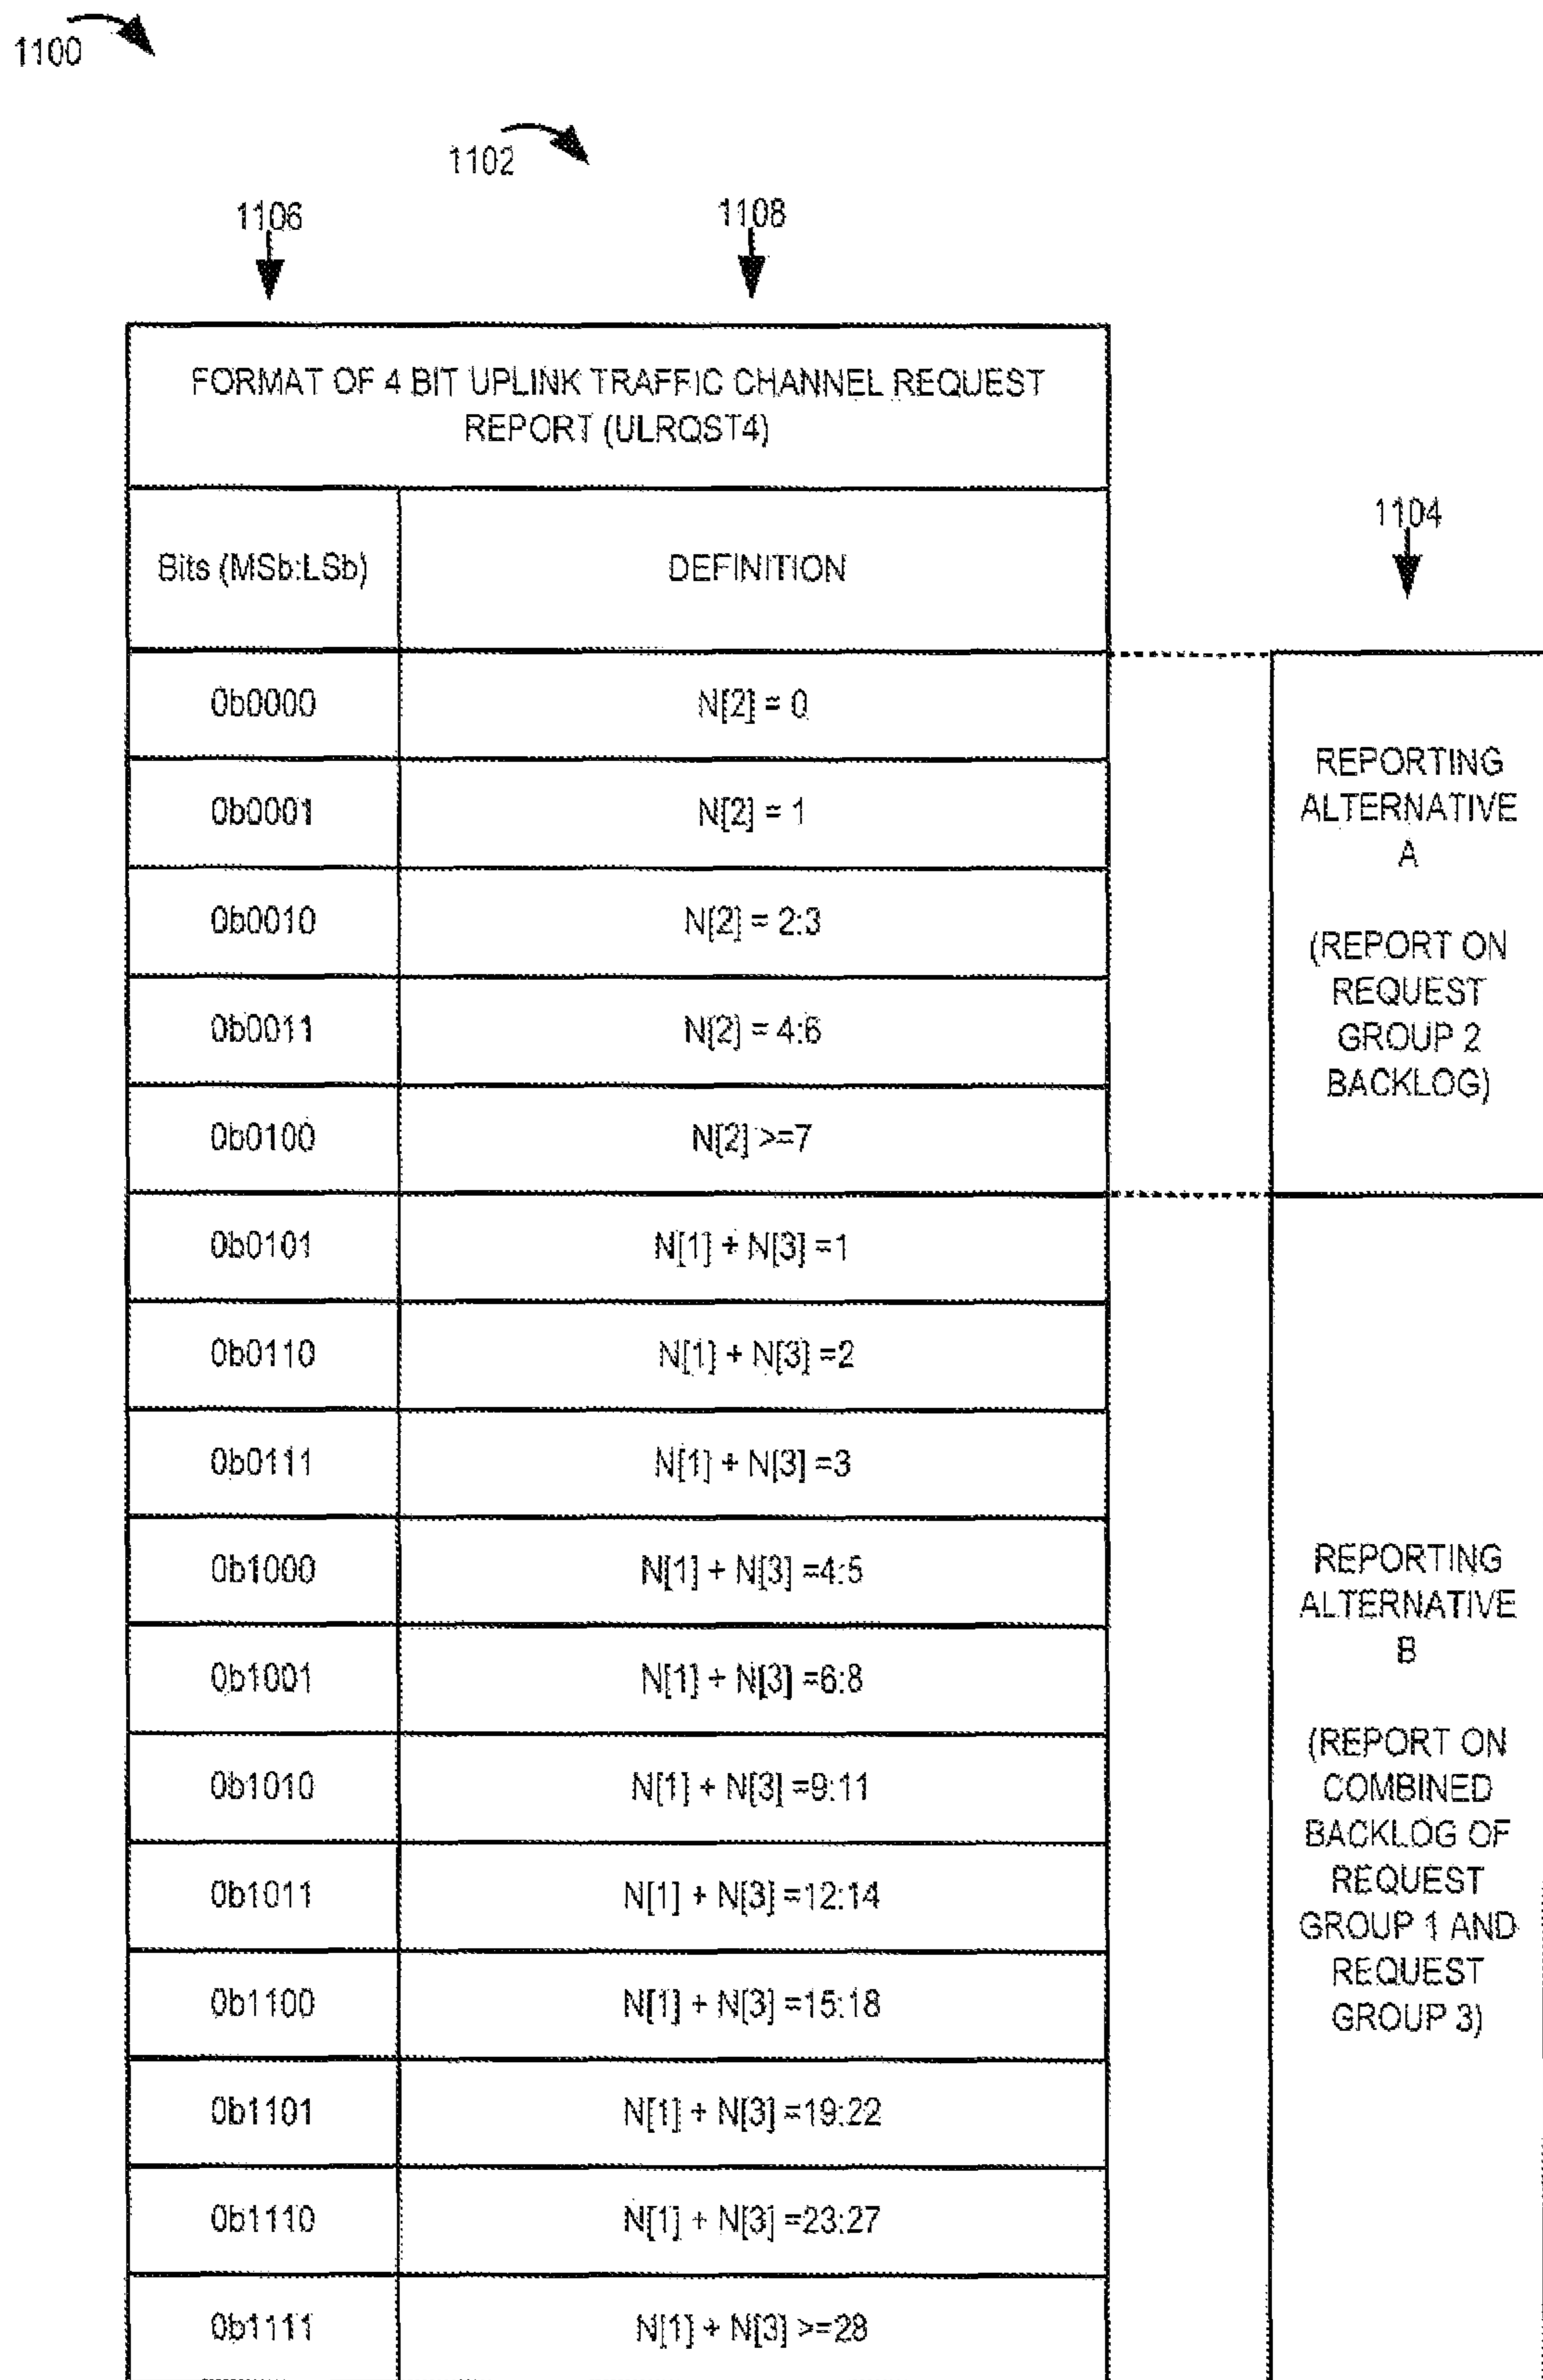 1100
1102
1106
1108
FORMAT OF 4 BIT UPLINK TRAFFIC CHANNEL REQUEST
REPORT (ULRQST4)
Bits (MSb:LSb)
DEFINITION
1104
0b0000
N[2] = 0
0b0001
N[2] = 1
0b0010
N[2] = 2:3
0b0011
N[2] = 4:6
0b0100
N[2] >=7
REPORTING
ALTERNATIVE
A
(REPORT ON
REQUEST
GROUP 2
BACKLOG)
0b0101
N[1] + N[3] =1
0b0110
N[1] + N[3] =2
0b0111
N[1] + N[3] =3
0b1000
N[1] + N[3] =4:5
0b1001
N[1] + N[3] =6:8
0b1010
N[1] + N[3] =9:11
0b1011
N[1] + N[3] =12:14
0b1100
N[1] + N[3] =15:18
0b1101
N[1] + N[3] =19:22
0b1110
N[1] + N[3] =23:27
0b1111
N[1] + N[3] >=28
REPORTING
ALTERNATIVE
B
(REPORT ON
COMBINED
BACKLOG OF
REQUEST
GROUP 1 AND
REQUEST
GROUP 3)